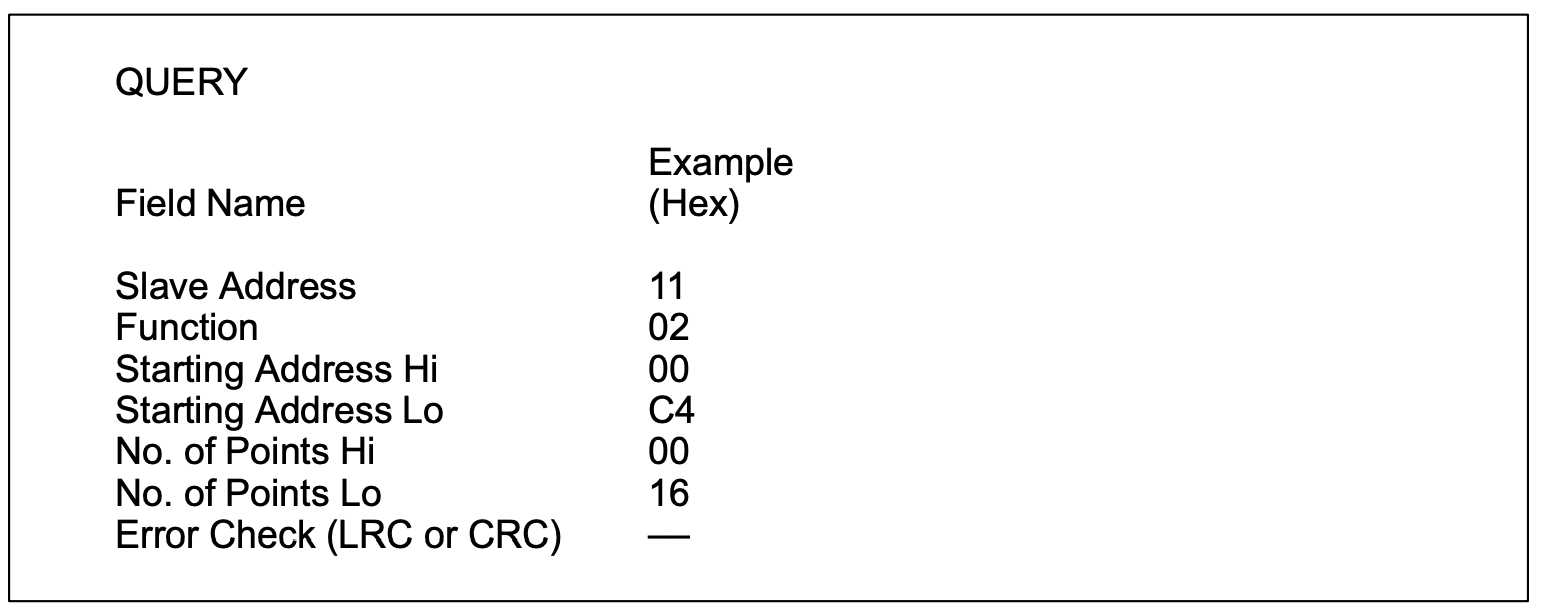 QUERY
Example
Field Name (Hex)
Slave Address 11
Function 02
Starting Address Hi 00
Starting Address Lo C4
No. of Points Hi 00
No. of Points Lo 16
Error Check (LRC or CRC) —